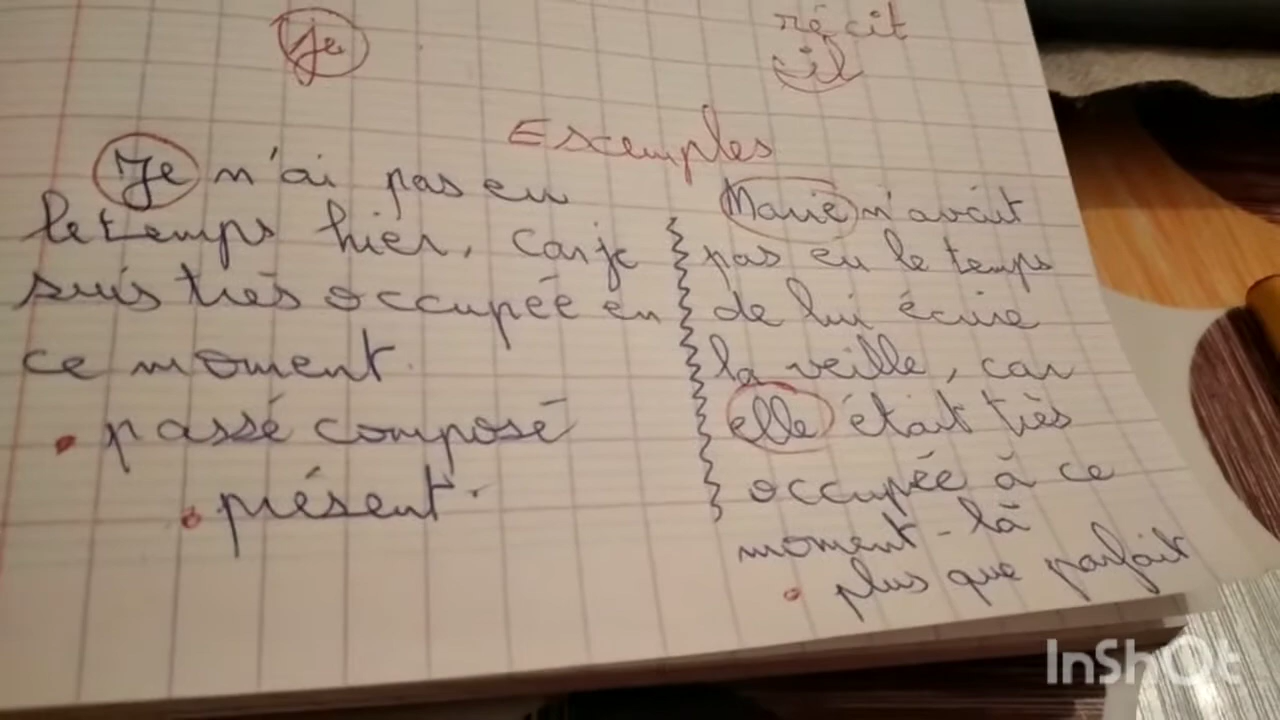 Je
récit
il
Exemples
Je n'ai pas eu
le temps hier, car je
suis très occupée en
ce moment.
• passé composé
• présent.
Marie n'avait
pas eu le temps
de lui écrire
la veille, car
elle était très
occupée à ce
moment-là
• plus que parfait
InShOt